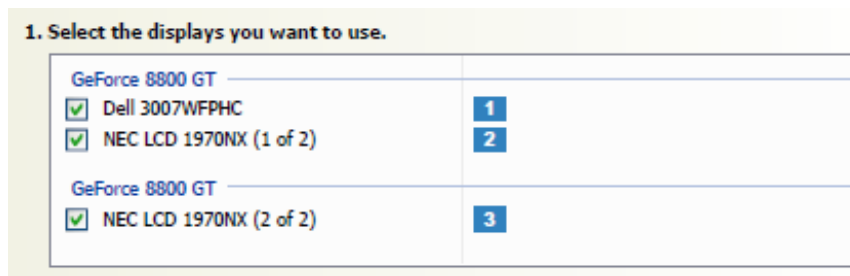 1. Select the displays you want to use.
GeForce 8800 GT
Dell 3007WFPHC 1
NEC LCD 1970NX (1 of 2) 2
GeForce 8800 GT
NEC LCD 1970NX (2 of 2) 3